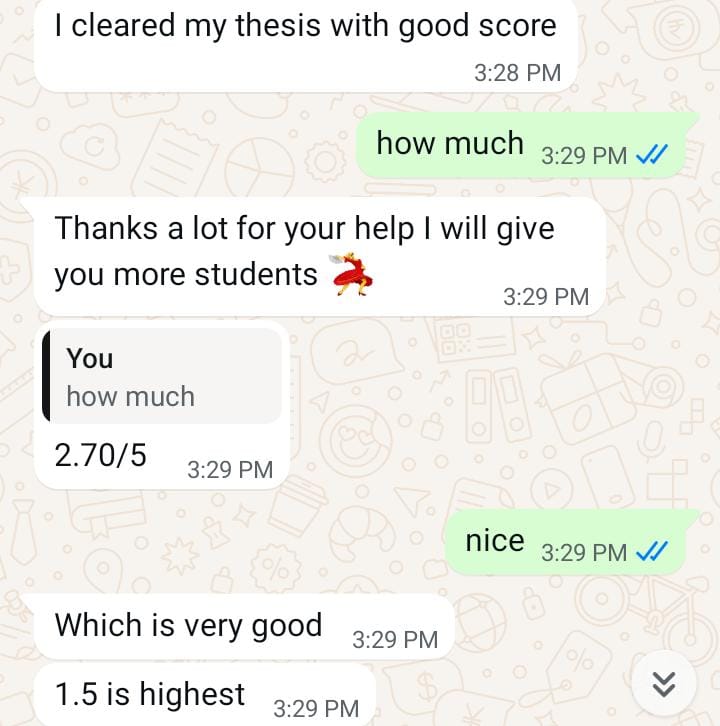 I cleared my thesis with good score
3:28 PM
how much 3:29 PM
Thanks a lot for your help I will give
you more students 💃
3:29 PM
You
how much
2.70/5 3:29 PM
nice 3:29 PM
Which is very good 3:29 PM
1.5 is highest 3:29 PM